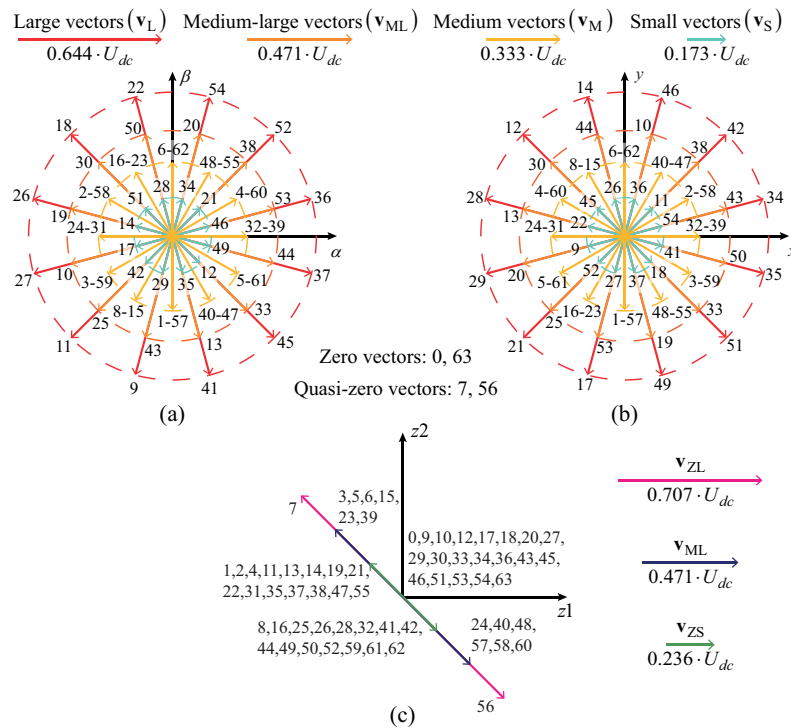 Large vectors (v_L) Medium-large vectors (v_ML) Medium vectors (v_M) Small vectors (v_S)
0.644·U_dc 0.471·U_dc 0.333·U_dc 0.173·U_dc
β
22 54
18 50 20 52
6-62
30 16-23 48-55 38
2-58 28 34 4-60
26 51 21 53 36
19 14 46
24-31 32-39
α
17 49
10 44
27 3-59 42 12 5-61 37
29 35
25 8-15 40-47 33
11 1-57 45
43 13
9 41
(a)
y
14 46
12 44 10 42
6-62
30 8-15 40-47 38
4-60 26 36 2-58
28 45 11 43 34
13 22 54
24-31 32-39
x
9 41
20 50
29 5-61 52 18 3-59 35
27 37
25 16-23 48-55 33
21 1-57 51
53 19
17 49
(b)
Zero vectors: 0, 63
Quasi-zero vectors: 7, 56
z2
7
3,5,6,15,
23,39
0,9,10,12,17,18,20,27,
29,30,33,34,36,43,45,
46,51,53,54,63
1,2,4,11,13,14,19,21,
22,31,35,37,38,47,55
z1
8,16,25,26,28,32,41,42,
44,49,50,52,59,61,62
24,40,48,
57,58,60
56
(c)
v_ZL
0.707·U_dc
v_ML
0.471·U_dc
v_ZS
0.236·U_dc